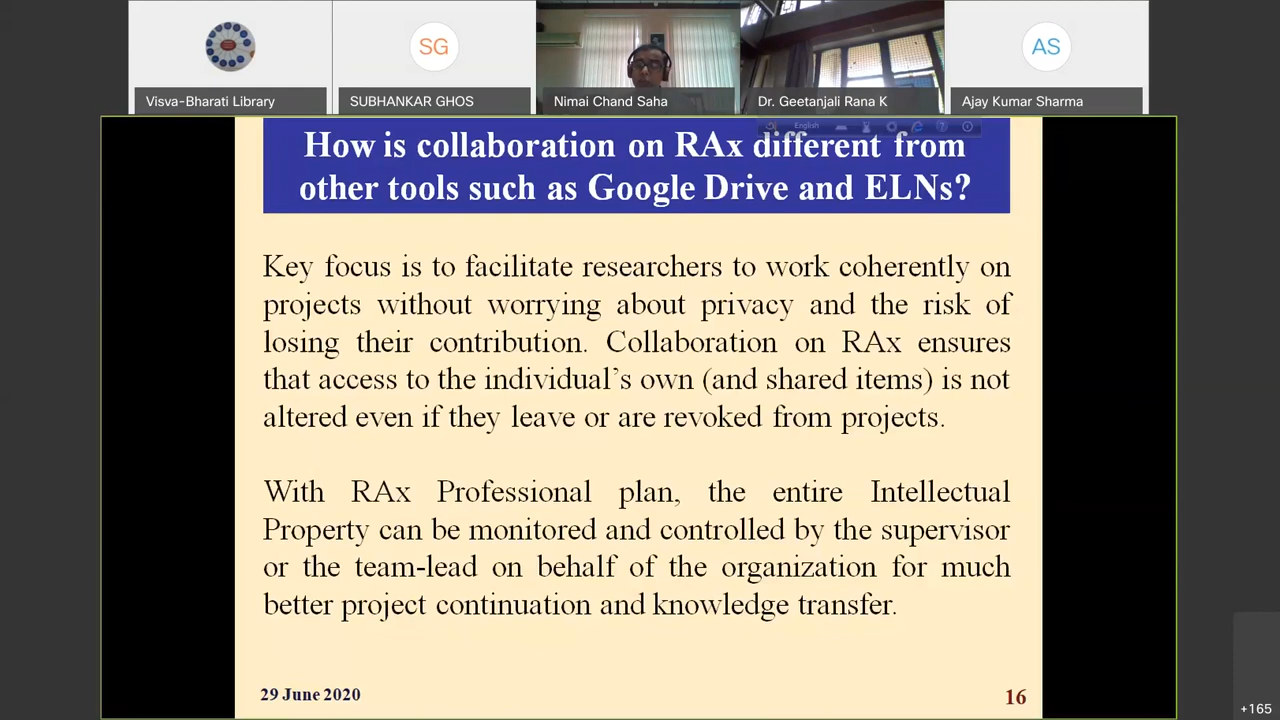 SG
AS
Visva-Bharati Library
SUBHANKAR GHOS
Nimai Chand Saha
Dr. Geetanjali Rana K
Ajay Kumar Sharma
English
How is collaboration on RAx different from
other tools such as Google Drive and ELNs?
Key focus is to facilitate researchers to work coherently on
projects without worrying about privacy and the risk of
losing their contribution. Collaboration on RAx ensures
that access to the individual's own (and shared items) is not
altered even if they leave or are revoked from projects.
With RAx Professional plan, the entire Intellectual
Property can be monitored and controlled by the supervisor
or the team-lead on behalf of the organization for much
better project continuation and knowledge transfer.
29 June 2020
16
+165